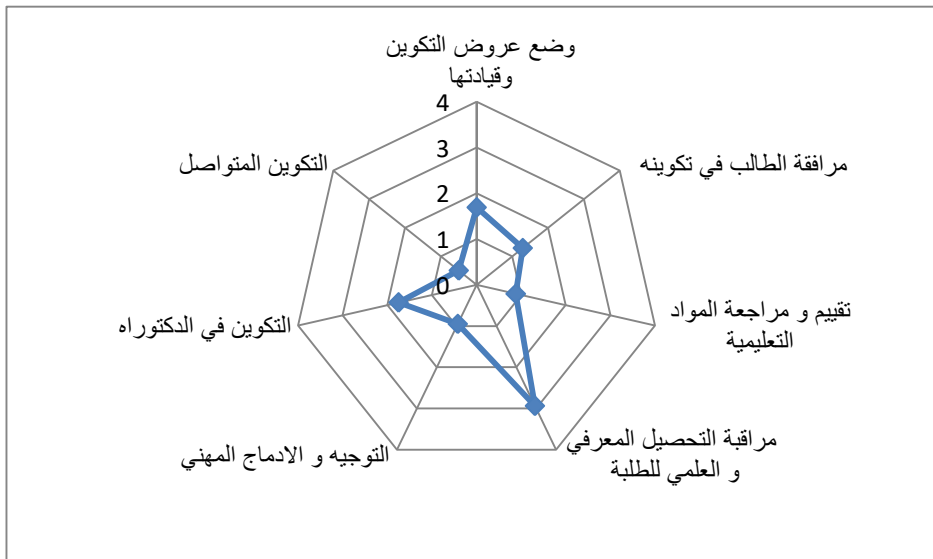 وضع عروض التكوين
وقيادتها
مرافقة الطالب في تكوينه
تقييم و مراجعة المواد
التعليمية
مراقبة التحصيل المعرفي
و العلمي للطلبة
التوجيه و الادماج المهني
التكوين في الدكتوراه
التكوين المتواصل
4
3
2
1
0